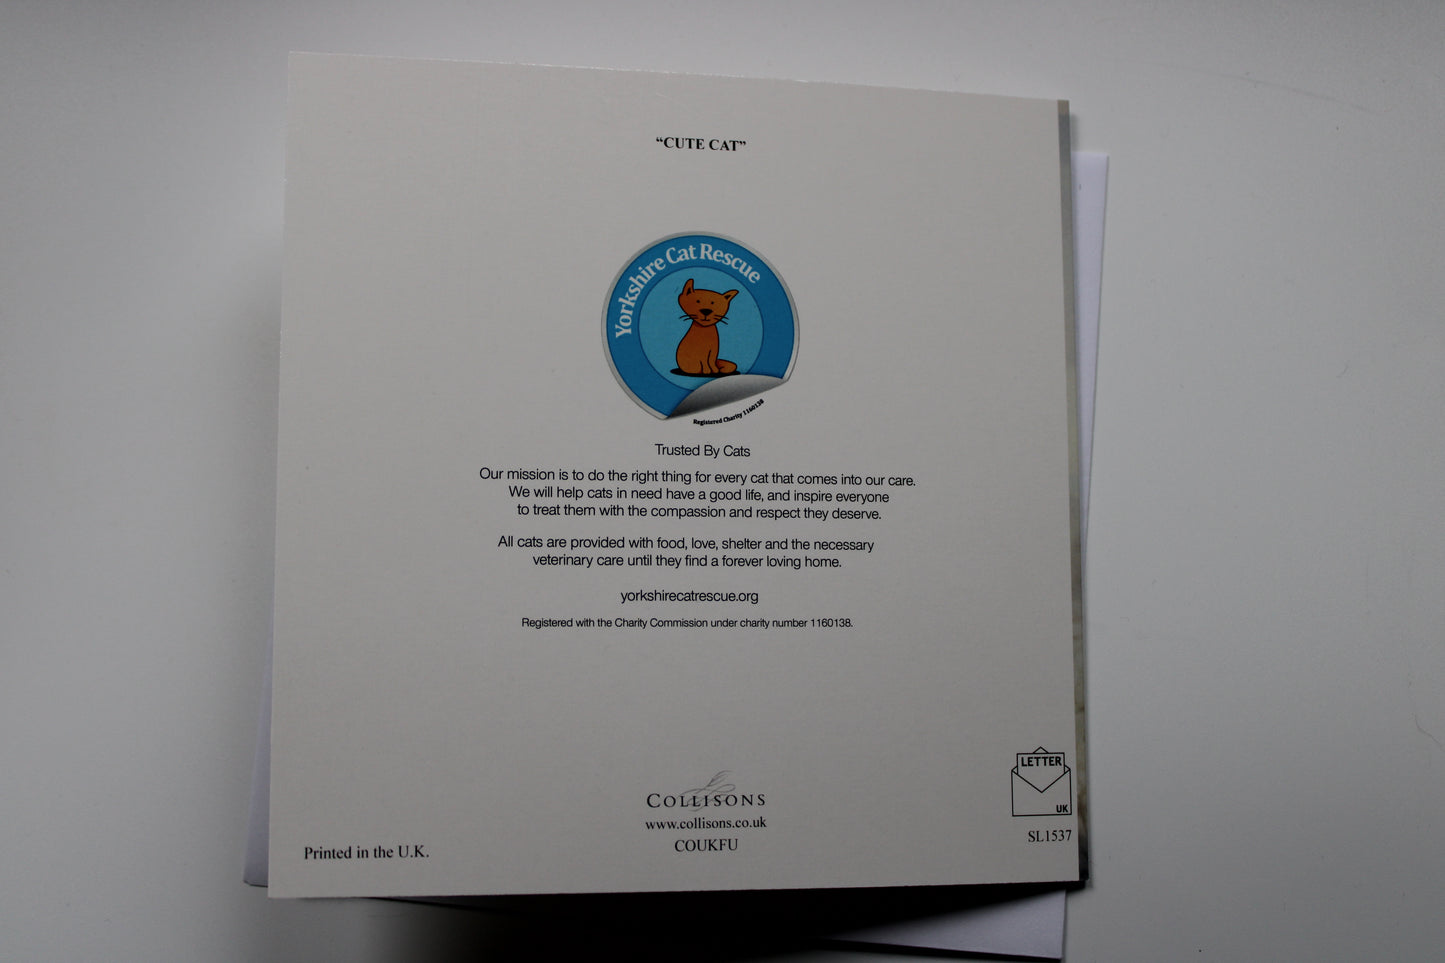 “CUTE CAT”
Yorkshire Cat Rescue
Registered Charity 1160138
Trusted By Cats
Our mission is to do the right thing for every cat that comes into our care.
We will help cats in need have a good life, and inspire everyone
to treat them with the compassion and respect they deserve.
All cats are provided with food, love, shelter and the necessary
veterinary care until they find a forever loving home.
yorkshirecatrescue.org
Registered with the Charity Commission under charity number 1160138.
LETTER
UK
SL1537
COLLISONS
www.collisons.co.uk
COUKFU
Printed in the U.K.